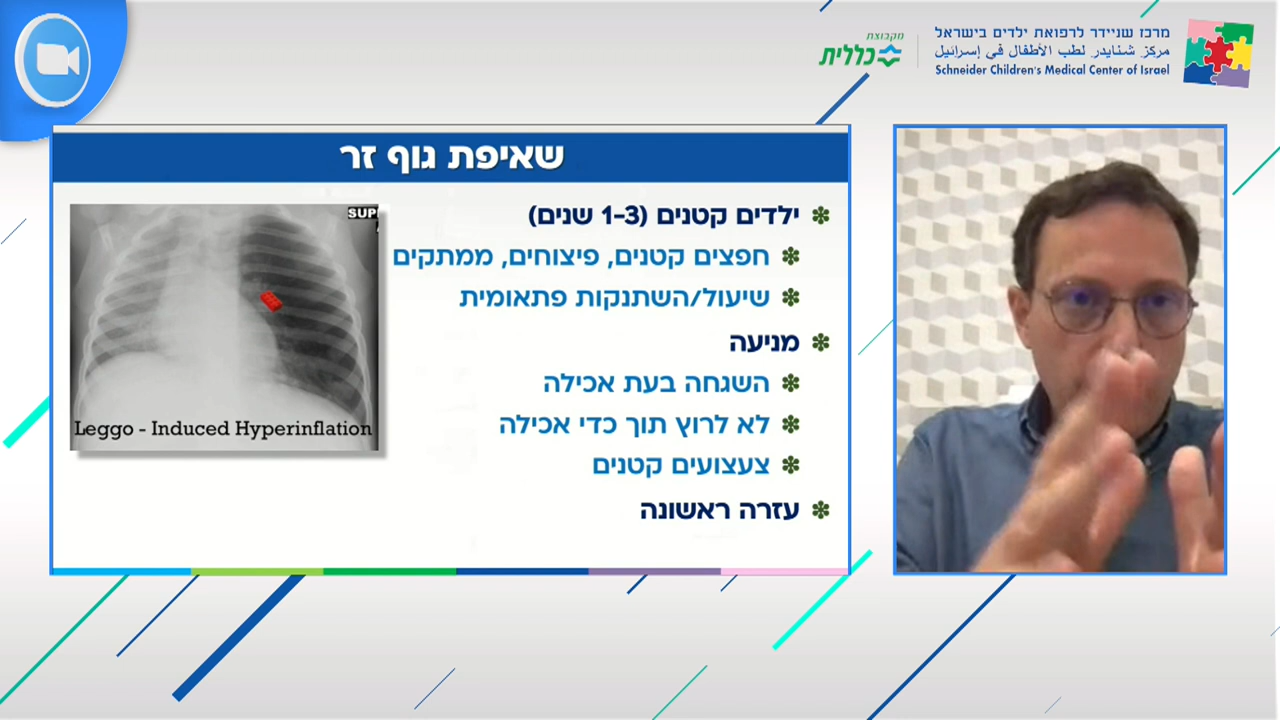 מקבוצת
כללית
מרכז שניידר לרפואת ילדים בישראל
مركز شنايدر لطب الأطفال في إسرائيل
Schneider Children's Medical Center of Israel
שאיפת גוף זר
ילדים קטנים (1-3 שנים)
חפצים קטנים, פיצוחים, ממתקים
שיעול/השתנקות פתאומית
מניעה
השגחה בעת אכילה
לא לרוץ תוך כדי אכילה
צעצועים קטנים
עזרה ראשונה
SUP
Leggo - Induced Hyperinflation